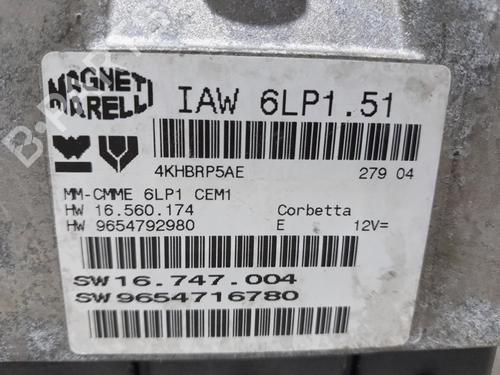 MAGNETI
MARELLI
IAW 6LP1.51
4KHBRP5AE 279 04
MM-CMME 6LP1 CEM1
HW 16.560.174 Corbetta
HW 9654792980 E 12V=
SW16.747.004
SW9654716780